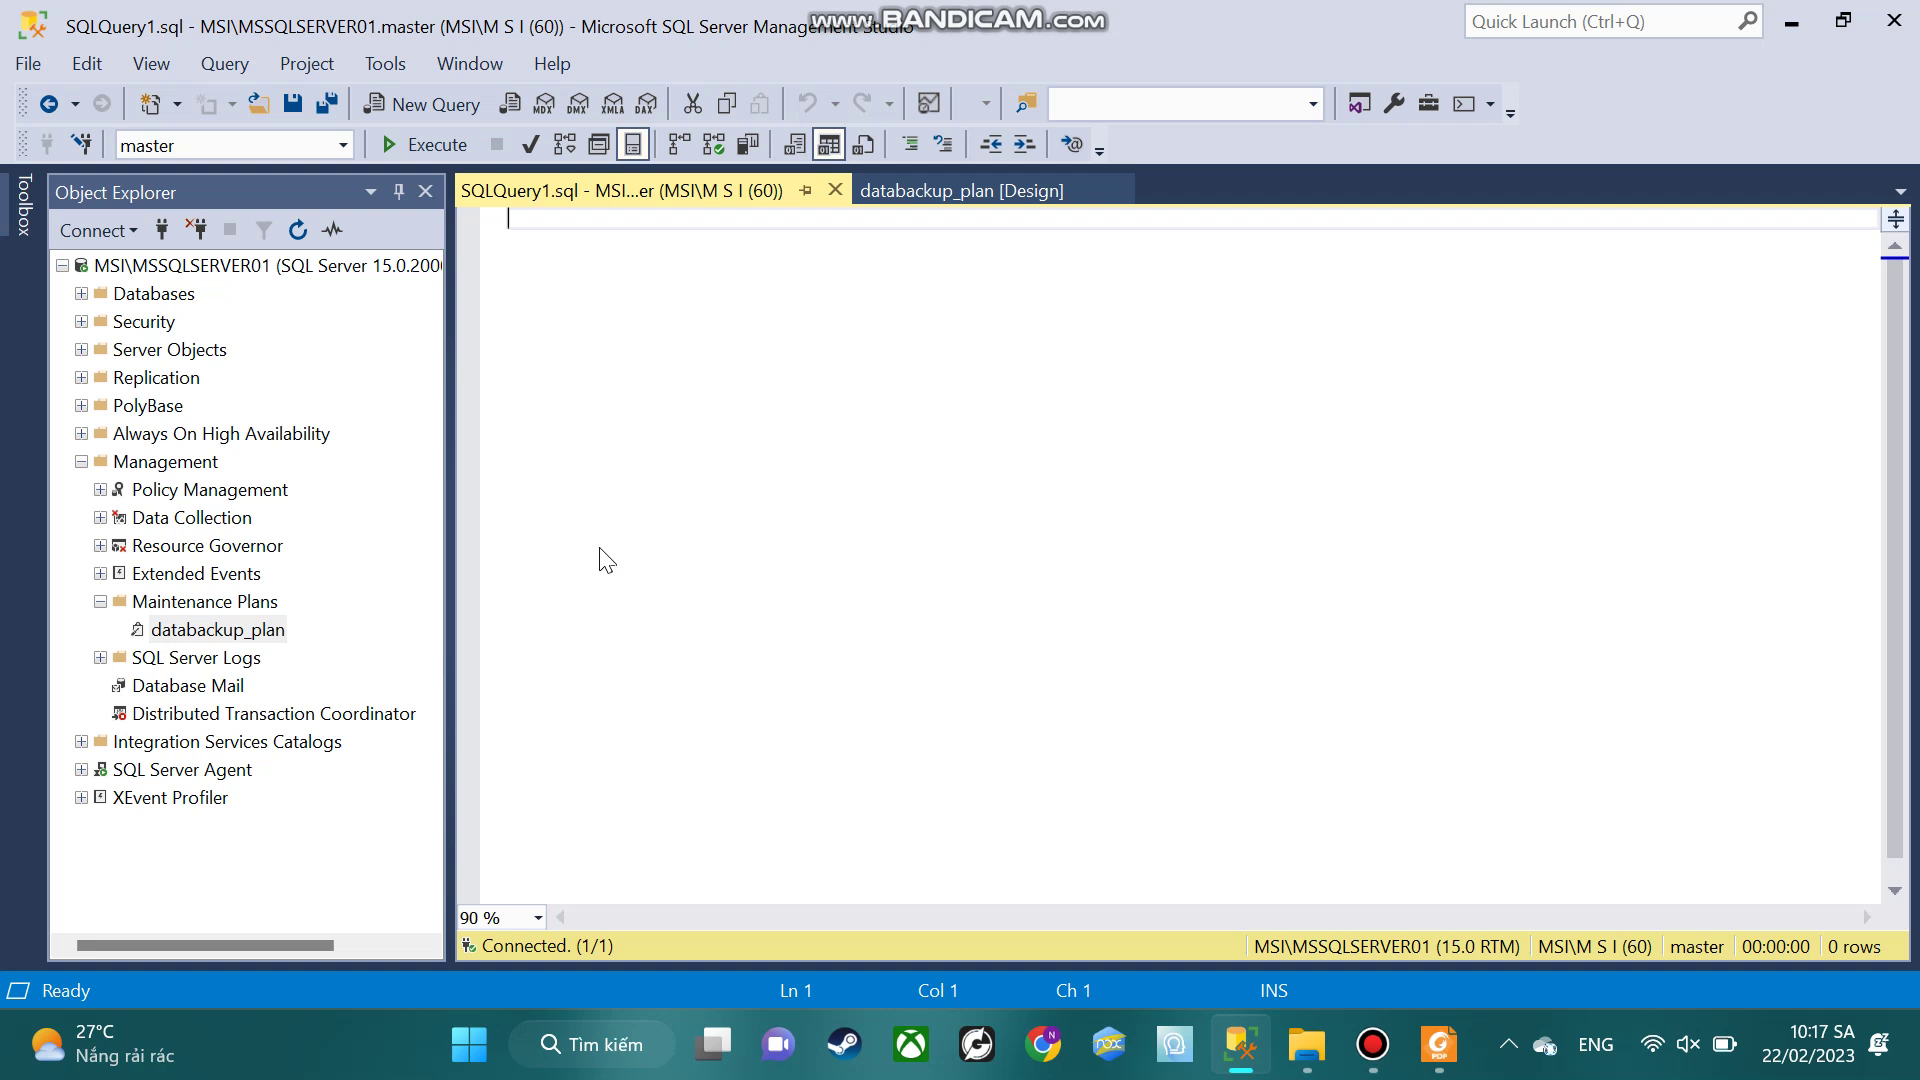 SQLQuery1.sql - MSI\MSSQLSERVER01.master (MSI\M S I (60)) - Microsoft SQL Server Management Studio
www.BANDICAM.com
Quick Launch (Ctrl+Q)
File Edit View Query Project Tools Window Help
New Query MDX DMX XMLA DAX
master Execute
Toolbox
Object Explorer
SQLQuery1.sql - MSI...er (MSI\M S I (60)) databackup_plan [Design]
Connect
MSI\MSSQLSERVER01 (SQL Server 15.0.200
Databases
Security
Server Objects
Replication
PolyBase
Always On High Availability
Management
Policy Management
Data Collection
Resource Governor
Extended Events
Maintenance Plans
databackup_plan
SQL Server Logs
Database Mail
Distributed Transaction Coordinator
Integration Services Catalogs
SQL Server Agent
XEvent Profiler
90 %
Connected. (1/1) MSI\MSSQLSERVER01 (15.0 RTM) MSI\M S I (60) master 00:00:00 0 rows
Ready Ln 1 Col 1 Ch 1 INS
27°C
Nắng rải rác
Tìm kiếm
nox
N
PDF
ENG
10:17 SA
22/02/2023